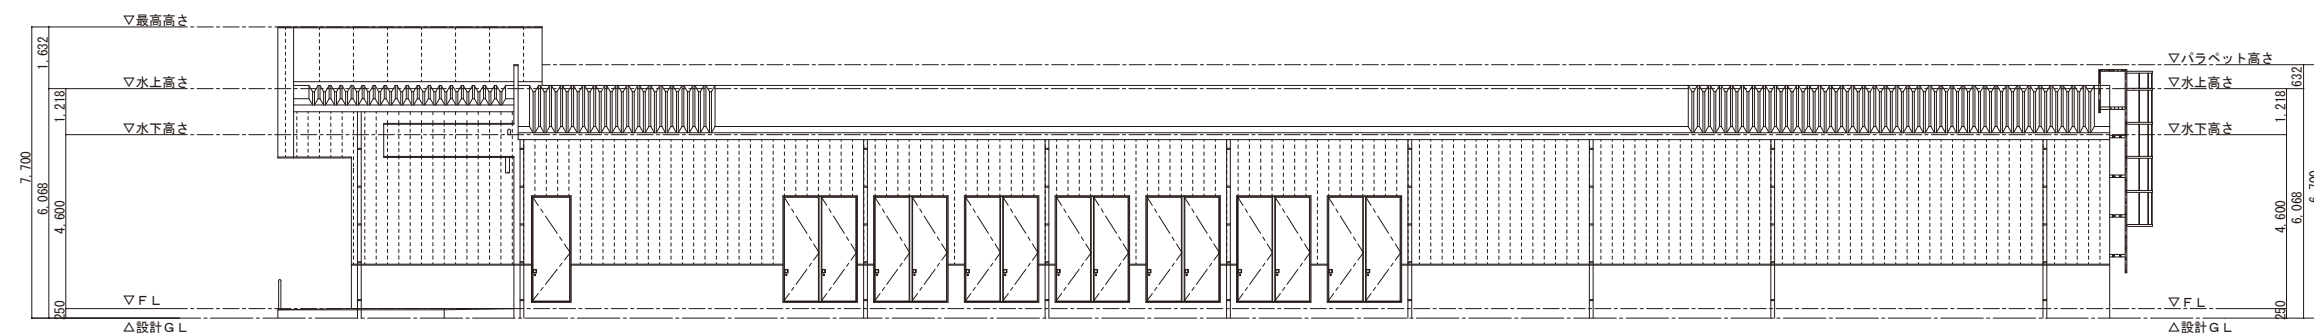 ▽最高高さ
1,632
▽水上高さ
1,218
▽水下高さ
7,700
6,068
4,600
▽ＦＬ
250
△設計ＧＬ
▽パラペット高さ
632
▽水上高さ
1,218
▽水下高さ
4,600
6,068
6,700
▽ＦＬ
250
△設計ＧＬ